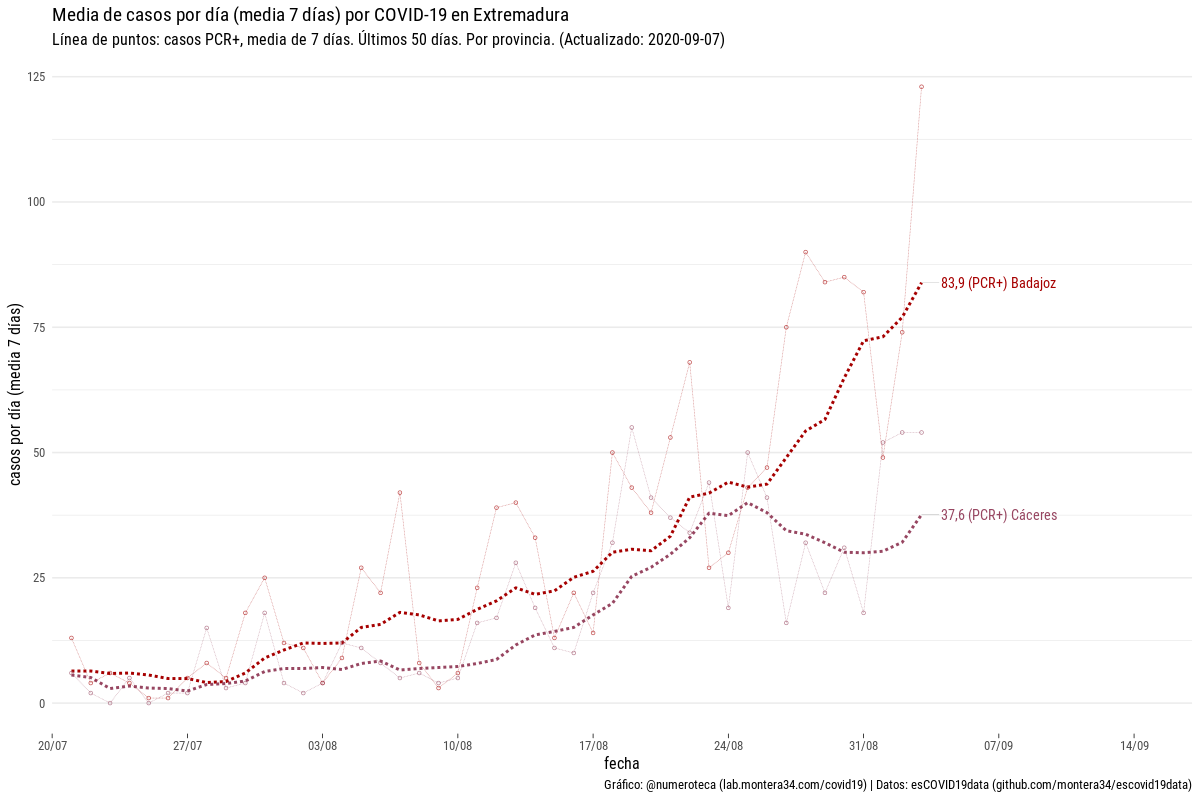 Media de casos por día (media 7 días) por COVID-19 en Extremadura
Línea de puntos: casos PCR+, media de 7 días. Últimos 50 días. Por provincia. (Actualizado: 2020-09-07)
casos por día (media 7 días)
125
100
75
50
25
0
83,9 (PCR+) Badajoz
37,6 (PCR+) Cáceres
20/07
27/07
03/08
10/08
17/08
24/08
31/08
07/09
14/09
fecha
Gráfico: @numeroteca (lab.montera34.com/covid19) | Datos: esCOVID19data (github.com/montera34/escovid19data)